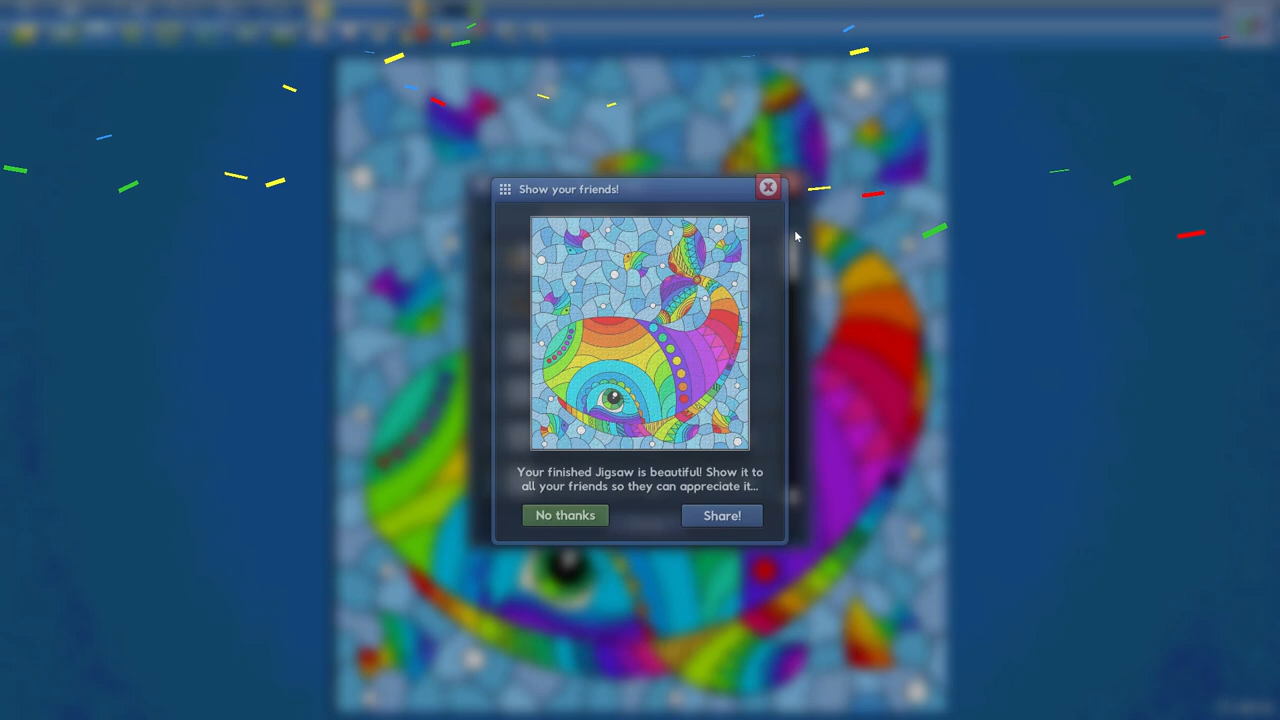 Show your friends!
Your finished Jigsaw is beautiful! Show it to
all your friends so they can appreciate it...
No thanks
Share!